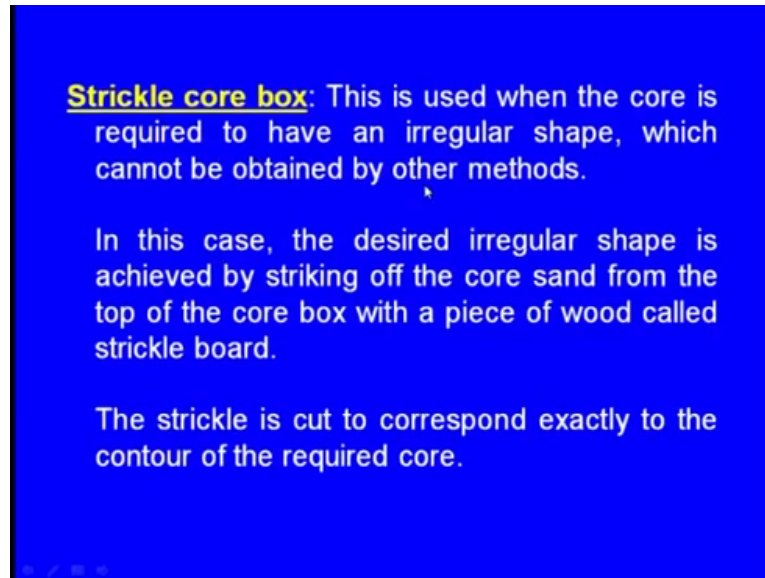 Strickle core box: This is used when the core is
required to have an irregular shape, which
cannot be obtained by other methods.
In this case, the desired irregular shape is
achieved by striking off the core sand from the
top of the core box with a piece of wood called
strickle board.
The strickle is cut to correspond exactly to the
contour of the required core.